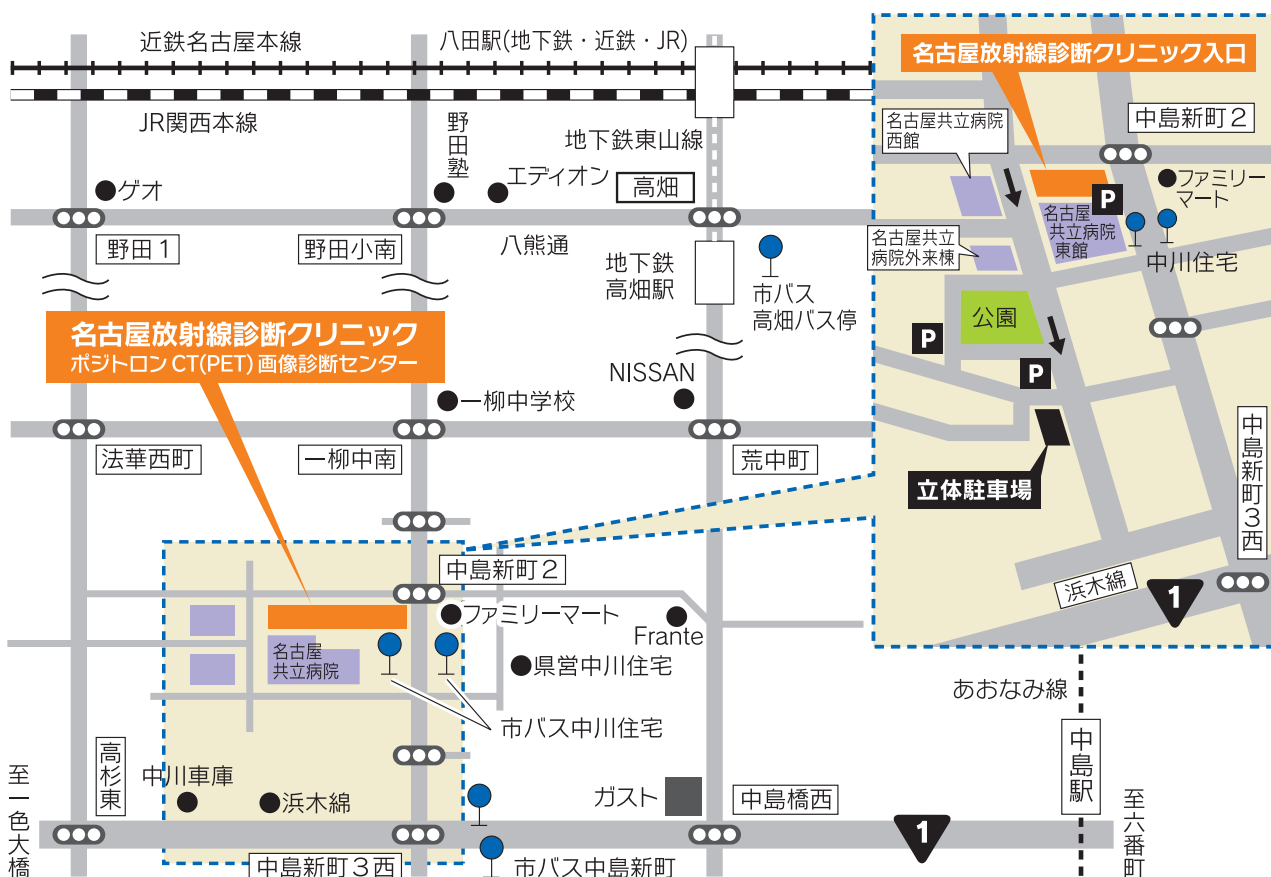 近鉄名古屋本線
八田駅(地下鉄・近鉄・JR)
JR関西本線
野田塾
地下鉄東山線
エディオン
高畑
ゲオ
野田1
野田小南
八熊通
地下鉄
高畑駅
市バス
高畑バス停
名古屋放射線診断クリニック
ポジトロンCT(PET)画像診断センター
NISSAN
一柳中学校
法華西町
一柳中南
荒中町
中島新町2
ファミリーマート
Frante
名古屋
共立病院
県営中川住宅
市バス中川住宅
高杉東
中川車庫
浜木綿
ガスト
中島橋西
至一色大橋
中島新町3西
市バス中島新町
1
あおなみ線
中島駅
至六番町
名古屋放射線診断クリニック入口
名古屋共立病院
西館
中島新町2
ファミリー
マート
P
名古屋
共立病院
東館
名古屋共立
病院外来棟
中川住宅
公園
P
P
立体駐車場
中島新町3西
浜木綿
1